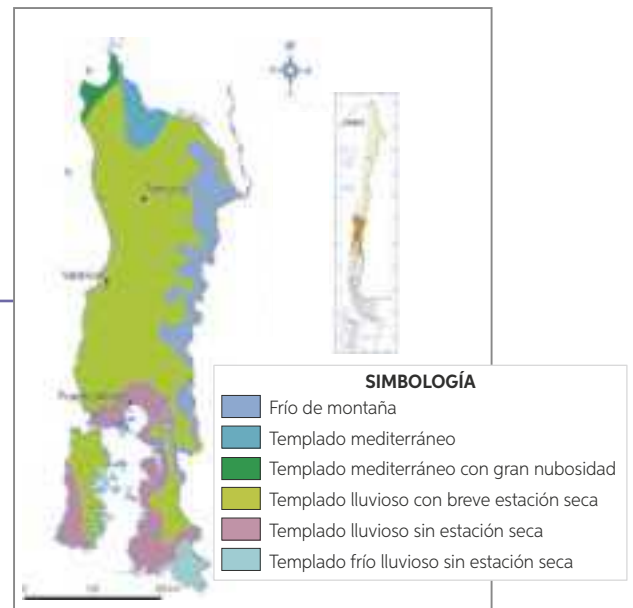 SIMBOLOGÍA
Frío de montaña
Templado mediterráneo
Templado mediterráneo con gran nubosidad
Templado lluvioso con breve estación seca
Templado lluvioso sin estación seca
Templado frío lluvioso sin estación seca